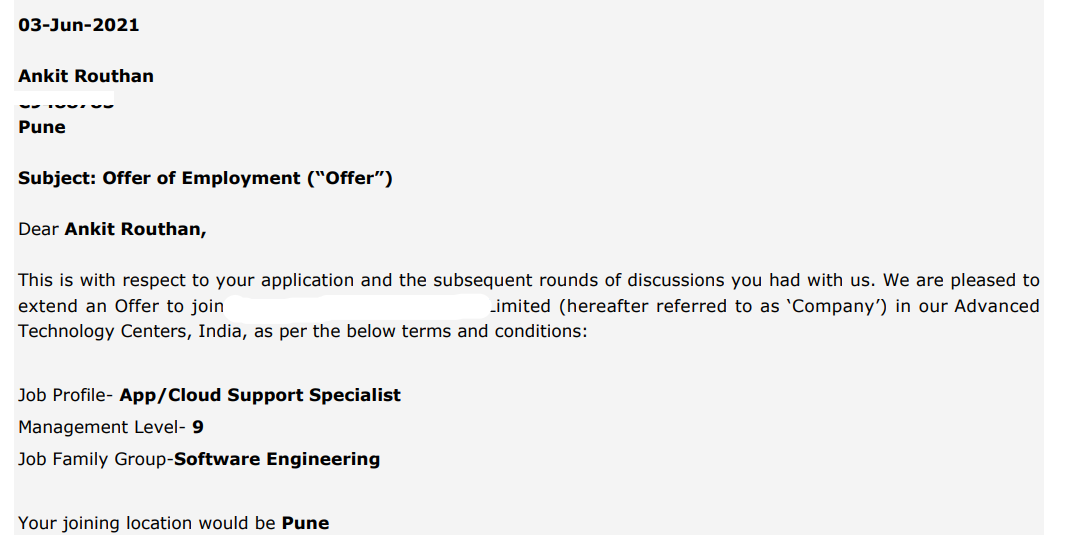 03-Jun-2021
Ankit Routhan
Pune
Subject: Offer of Employment (“Offer”)
Dear Ankit Routhan,
This is with respect to your application and the subsequent rounds of discussions you had with us. We are pleased to
extend an Offer to join imited (hereafter referred to as ‘Company’) in our Advanced
Technology Centers, India, as per the below terms and conditions:
Job Profile- App/Cloud Support Specialist
Management Level- 9
Job Family Group-Software Engineering
Your joining location would be Pune